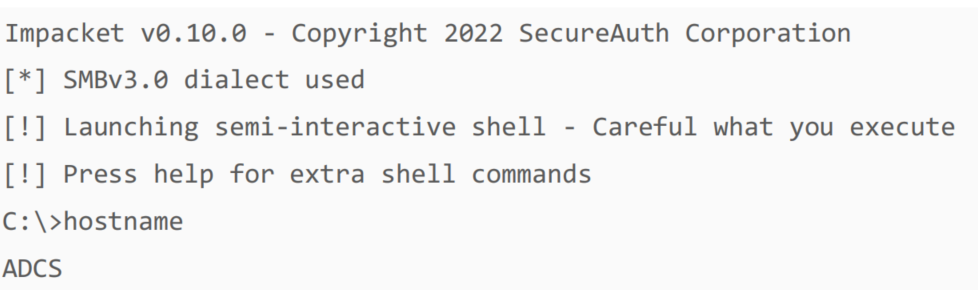 Impacket v0.10.0 - Copyright 2022 SecureAuth Corporation
[*] SMBv3.0 dialect used
[!] Launching semi-interactive shell - Careful what you execute
[!] Press help for extra shell commands
C:\>hostname
ADCS